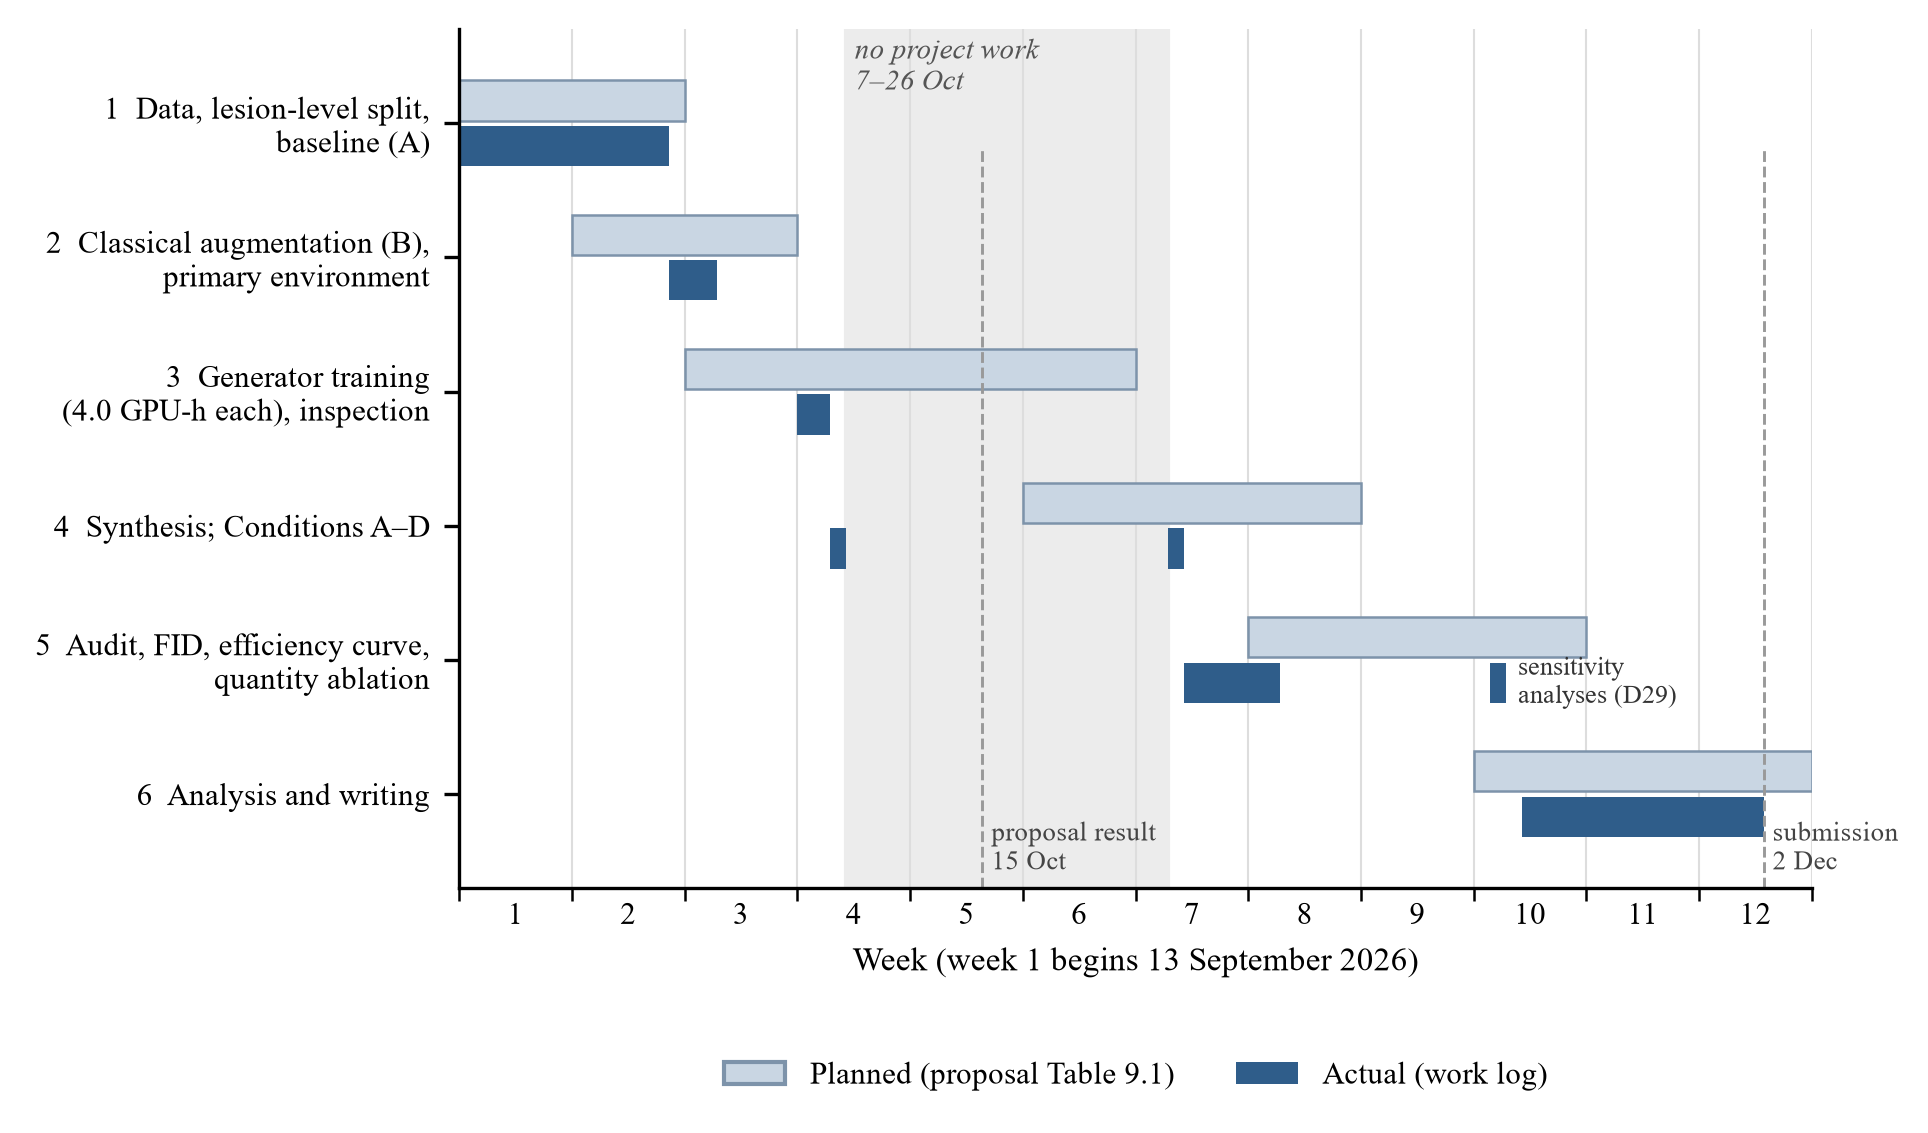 no project work
7–26 Oct
1 Data, lesion-level split,
baseline (A)
2 Classical augmentation (B),
primary environment
3 Generator training
(4.0 GPU-h each), inspection
4 Synthesis; Conditions A–D
5 Audit, FID, efficiency curve,
quantity ablation
sensitivity
analyses (D29)
6 Analysis and writing
proposal result
15 Oct
submission
2 Dec
1 2 3 4 5 6 7 8 9 10 11 12
Week (week 1 begins 13 September 2026)
Planned (proposal Table 9.1) Actual (work log)